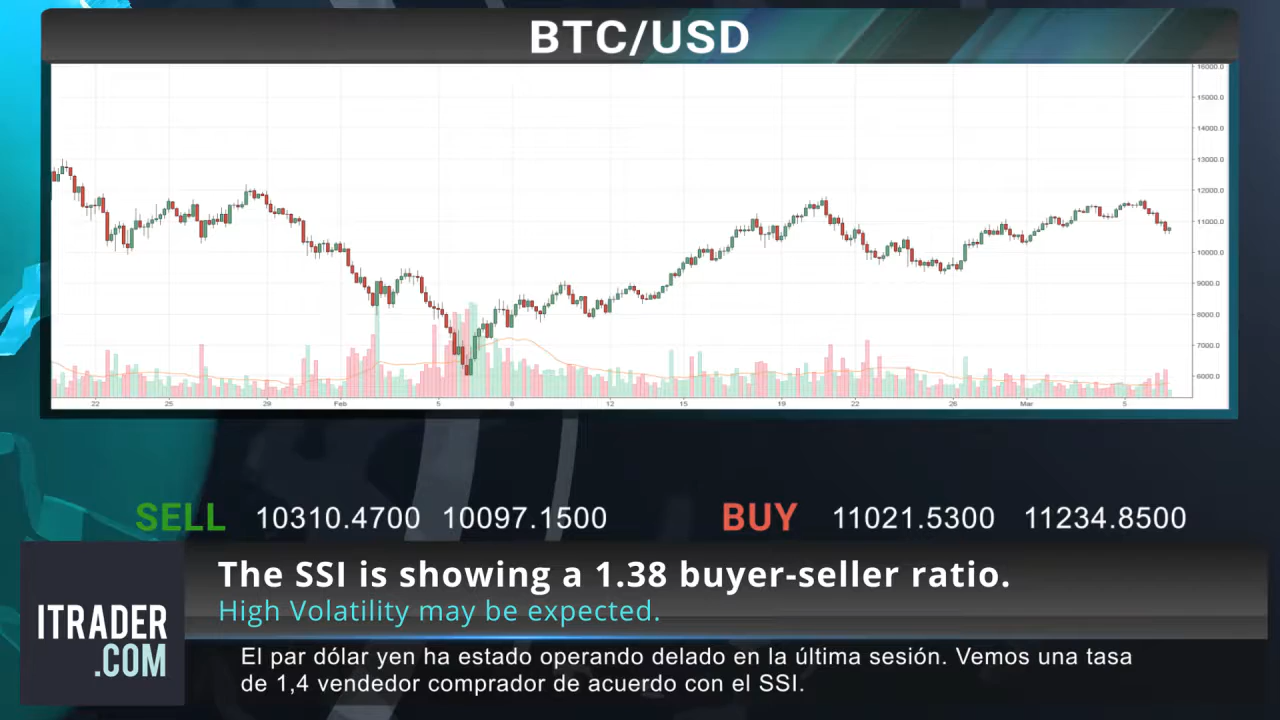 BTC/USD
16000.0
15000.0
14000.0
13000.0
12000.0
11000.0
10000.0
9000.0
8000.0
7000.0
6000.0
22 25 29 Feb 5 8 12 15 19 22 26 Mar 5
SELL 10310.4700 10097.1500 BUY 11021.5300 11234.8500
The SSI is showing a 1.38 buyer-seller ratio.
High Volatility may be expected.
ITRADER
.COM
El par dólar yen ha estado operando delado en la última sesión. Vemos una tasa
de 1,4 vendedor comprador de acuerdo con el SSI.